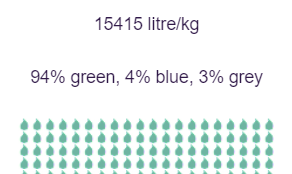 15415 litre/kg
94% green, 4% blue, 3% grey